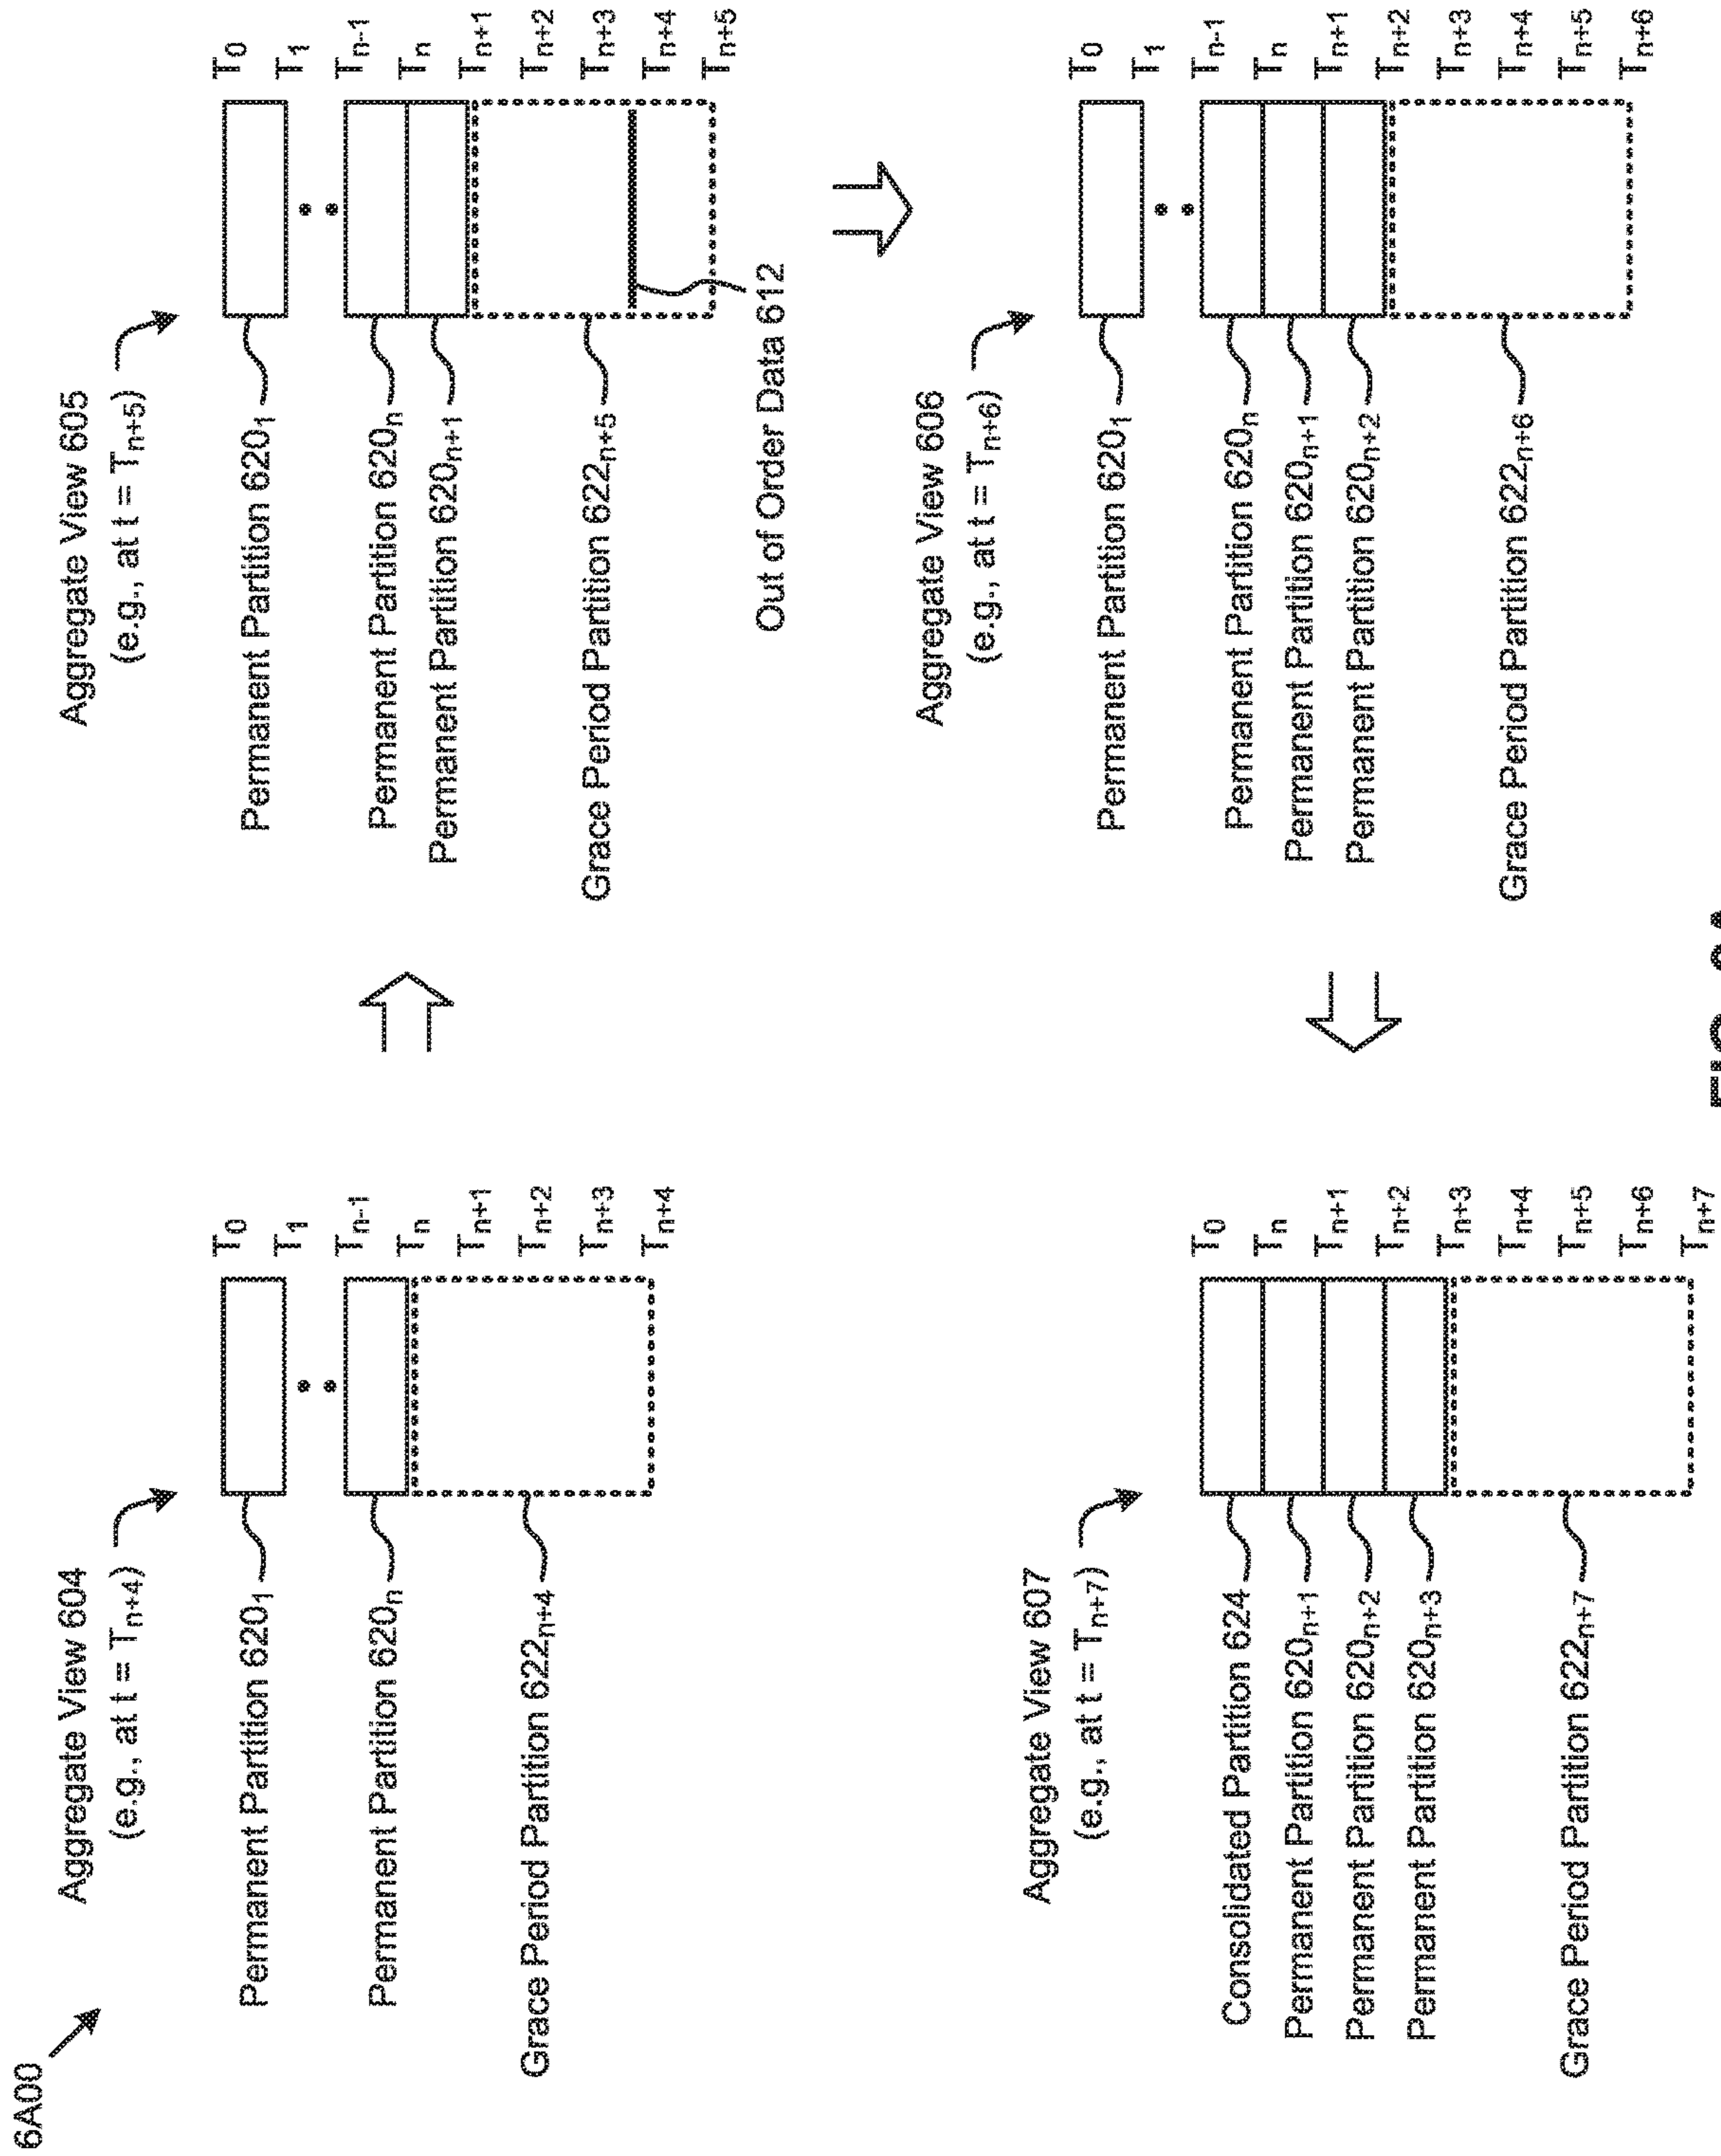 6A00
Aggregate View 604
(e.g., at t = Tn+4)
Permanent Partition 620₁
Permanent Partition 620n
Grace Period Partition 622n+4
T0
T1
Tn-1
Tn
Tn+1
Tn+2
Tn+3
Tn+4
Aggregate View 605
(e.g., at t = Tn+5)
Permanent Partition 620₁
Permanent Partition 620n
Permanent Partition 620n+1
Grace Period Partition 622n+5
Out of Order Data 612
T0
T1
Tn-1
Tn
Tn+1
Tn+2
Tn+3
Tn+4
Tn+5
Aggregate View 607
(e.g., at t = Tn+7)
Consolidated Partition 624
Permanent Partition 620n+1
Permanent Partition 620n+2
Permanent Partition 620n+3
Grace Period Partition 622n+7
T0
Tn
Tn+1
Tn+2
Tn+3
Tn+4
Tn+5
Tn+6
Tn+7
Aggregate View 606
(e.g., at t = Tn+6)
Permanent Partition 620₁
Permanent Partition 620n
Permanent Partition 620n+1
Permanent Partition 620n+2
Grace Period Partition 622n+6
T0
T1
Tn-1
Tn
Tn+1
Tn+2
Tn+3
Tn+4
Tn+5
Tn+6